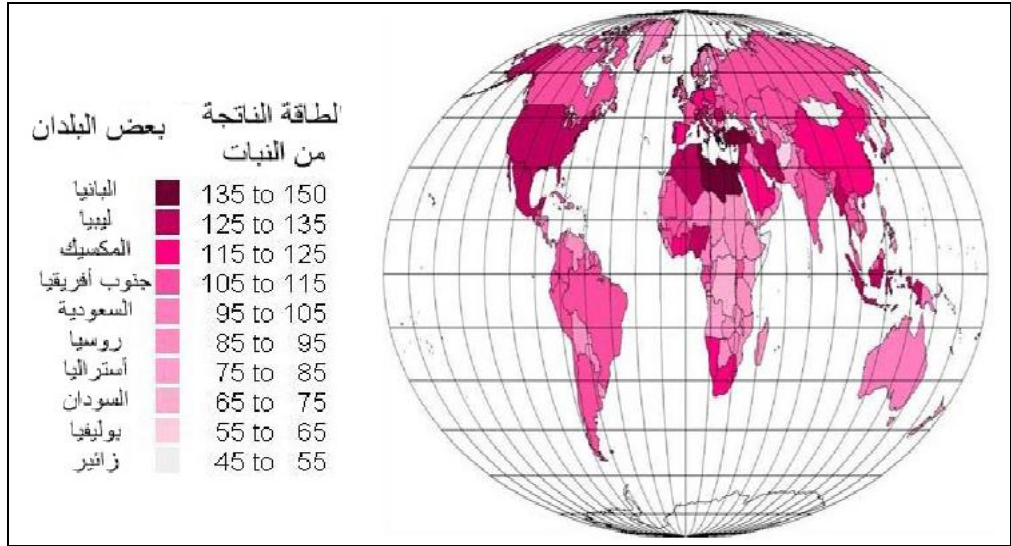 بعض البلدان
لطاقة الناتجة
من النبات
البانيا 135 to 150
ليبيا 125 to 135
المكسيك 115 to 125
جنوب أفريقيا 105 to 115
السعودية 95 to 105
روسيا 85 to 95
أستراليا 75 to 85
السودان 65 to 75
بوليفيا 55 to 65
زائير 45 to 55